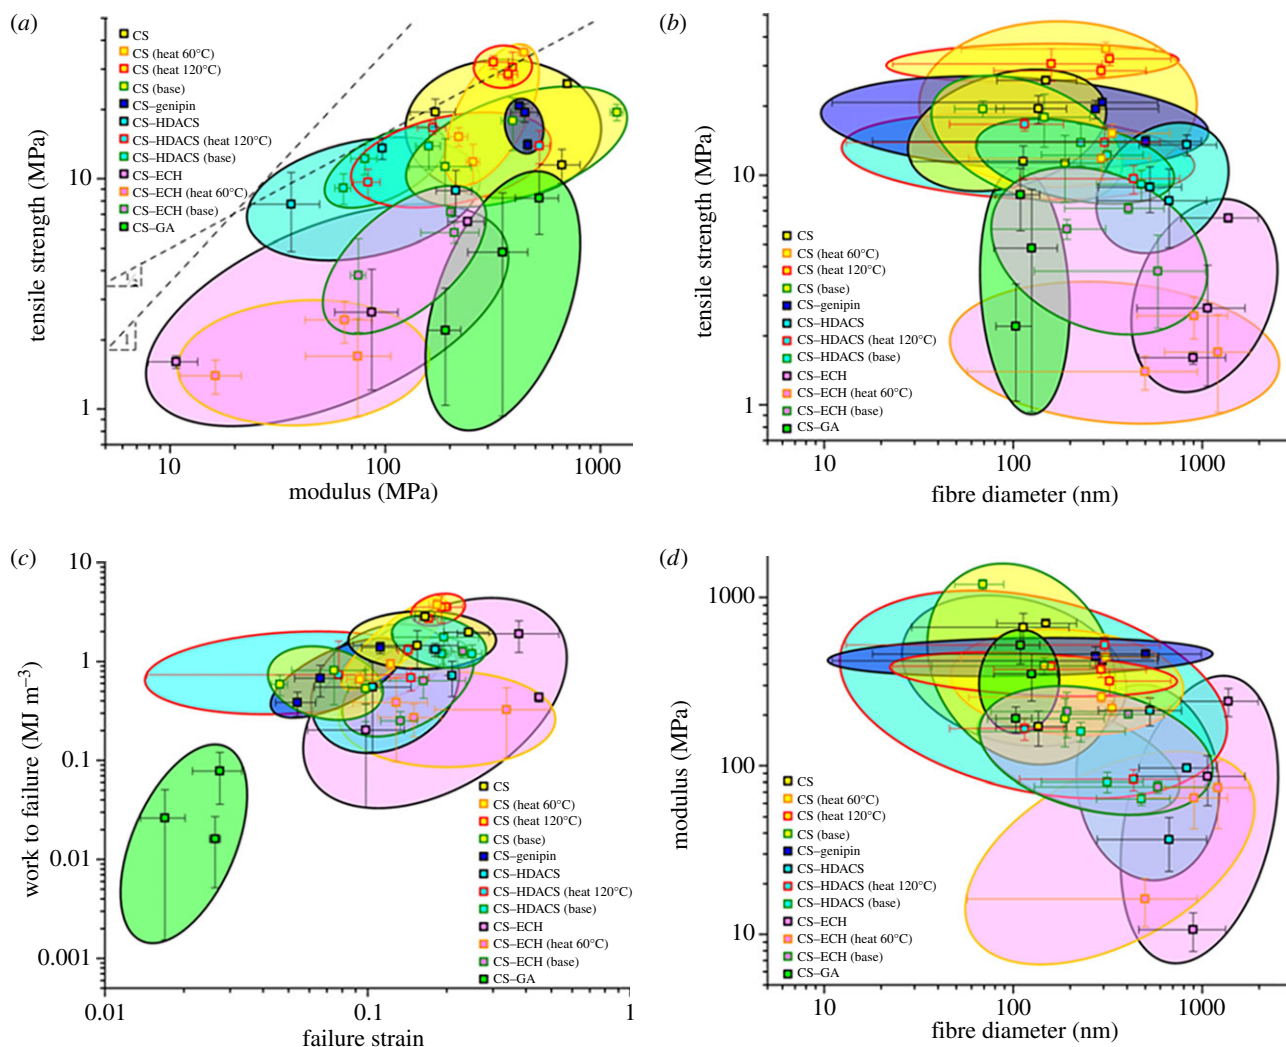 (a)
tensile strength (MPa)
10
1
CS
CS (heat 60°C)
CS (heat 120°C)
CS (base)
CS–genipin
CS–HDACS
CS–HDACS (heat 120°C)
CS–HDACS (base)
CS–ECH
CS–ECH (heat 60°C)
CS–ECH (base)
CS–GA
10 100 1000
modulus (MPa)
(b)
tensile strength (MPa)
10
1
CS
CS (heat 60°C)
CS (heat 120°C)
CS (base)
CS–genipin
CS–HDACS
CS–HDACS (heat 120°C)
CS–HDACS (base)
CS–ECH
CS–ECH (heat 60°C)
CS–ECH (base)
CS–GA
10 100 1000
fibre diameter (nm)
(c)
work to failure (MJ m⁻³)
10
1
0.1
0.01
0.001
CS
CS (heat 60°C)
CS (heat 120°C)
CS (base)
CS–genipin
CS–HDACS
CS–HDACS (heat 120°C)
CS–HDACS (base)
CS–ECH
CS–ECH (heat 60°C)
CS–ECH (base)
CS–GA
0.01 0.1 1
failure strain
(d)
modulus (MPa)
1000
100
10
CS
CS (heat 60°C)
CS (heat 120°C)
CS (base)
CS–genipin
CS–HDACS
CS–HDACS (heat 120°C)
CS–HDACS (base)
CS–ECH
CS–ECH (heat 60°C)
CS–ECH (base)
CS–GA
10 100 1000
fibre diameter (nm)